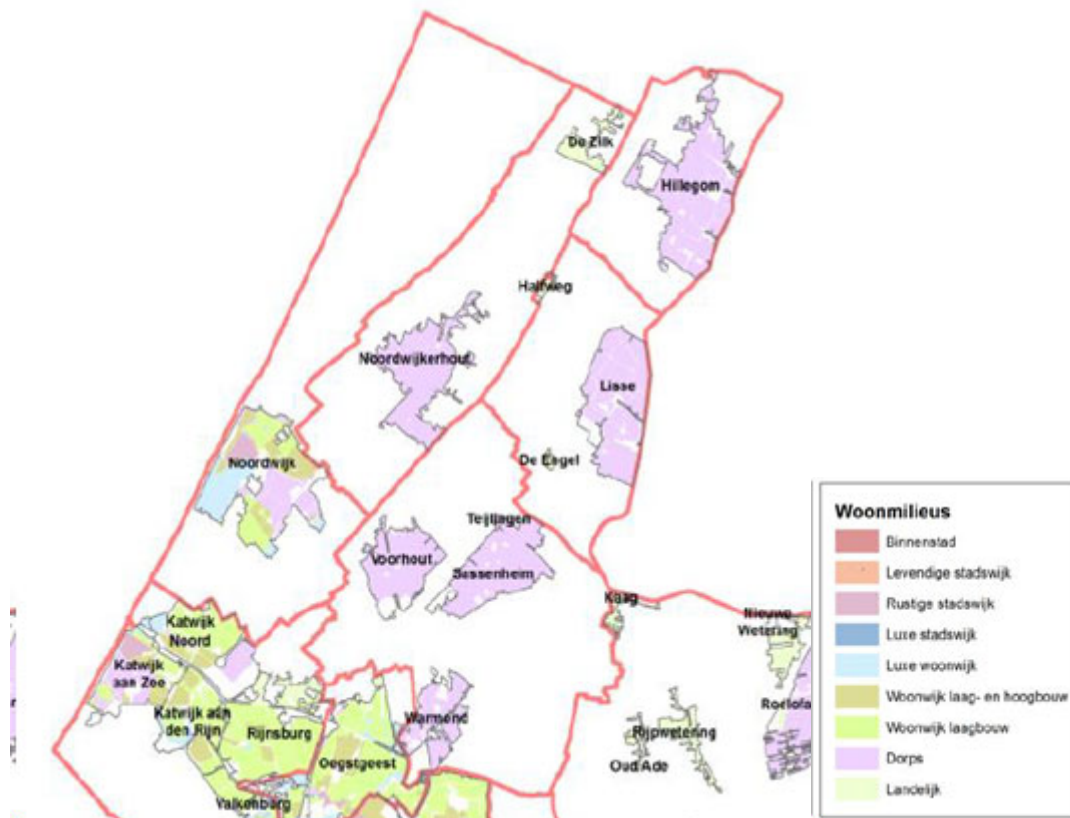 De Zilk
Hillegom
Halfweg
Noordwijkerhout
Lisse
Noordwijk
De Engel
Teijlingen
Voorhout
Sassenheim
Kaag
Nieuwe
Wetering
Katwijk
Noord
Katwijk
aan Zee
Katwijk aan
den Rijn
Rijnsburg
Warmond
Oegstgeest
Rijpwetering
Oud Ade
Roelofa
Valkenburg
Woonmilieus
Binnenstad
Levendige stadswijk
Rustige stadswijk
Luxe stadswijk
Luxe woonwijk
Woonwijk laag- en hoogbouw
Woonwijk laagbouw
Dorps
Landelijk